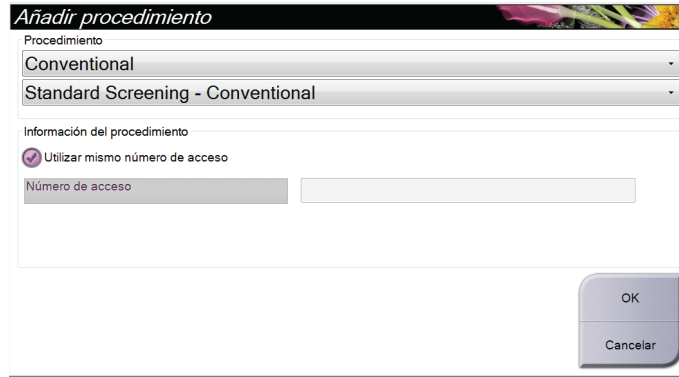 Añadir procedimiento
Procedimiento
Conventional
Standard Screening - Conventional
Información del procedimiento
Utilizar mismo número de acceso
Número de acceso
OK
Cancelar